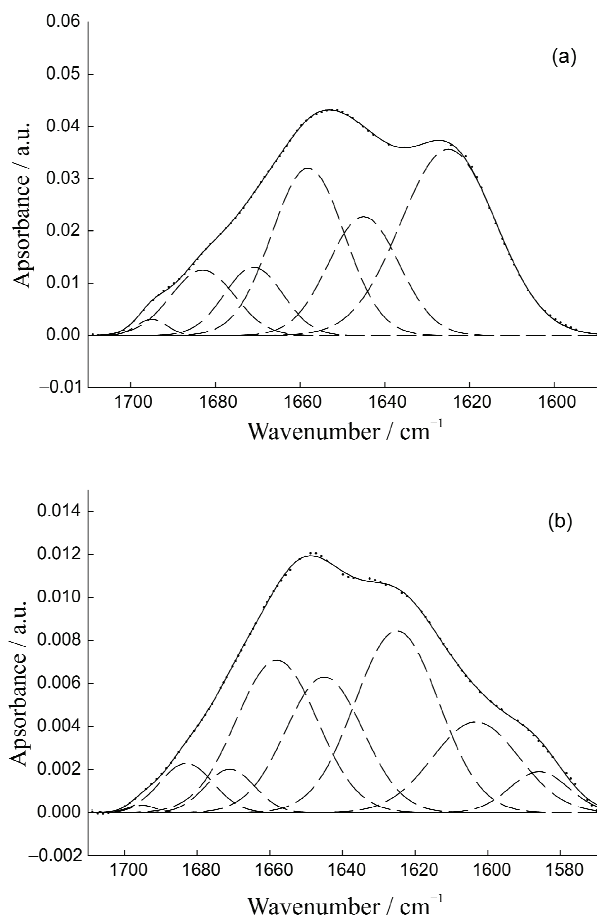 0.06
(a)
0.05
0.04
0.03
0.02
0.01
0.00
–0.01
Apsorbance / a.u.
1700 1680 1660 1640 1620 1600
Wavenumber / cm⁻¹
0.014
(b)
0.012
0.010
0.008
0.006
0.004
0.002
0.000
–0.002
Apsorbance / a.u.
1700 1680 1660 1640 1620 1600 1580
Wavenumber / cm⁻¹